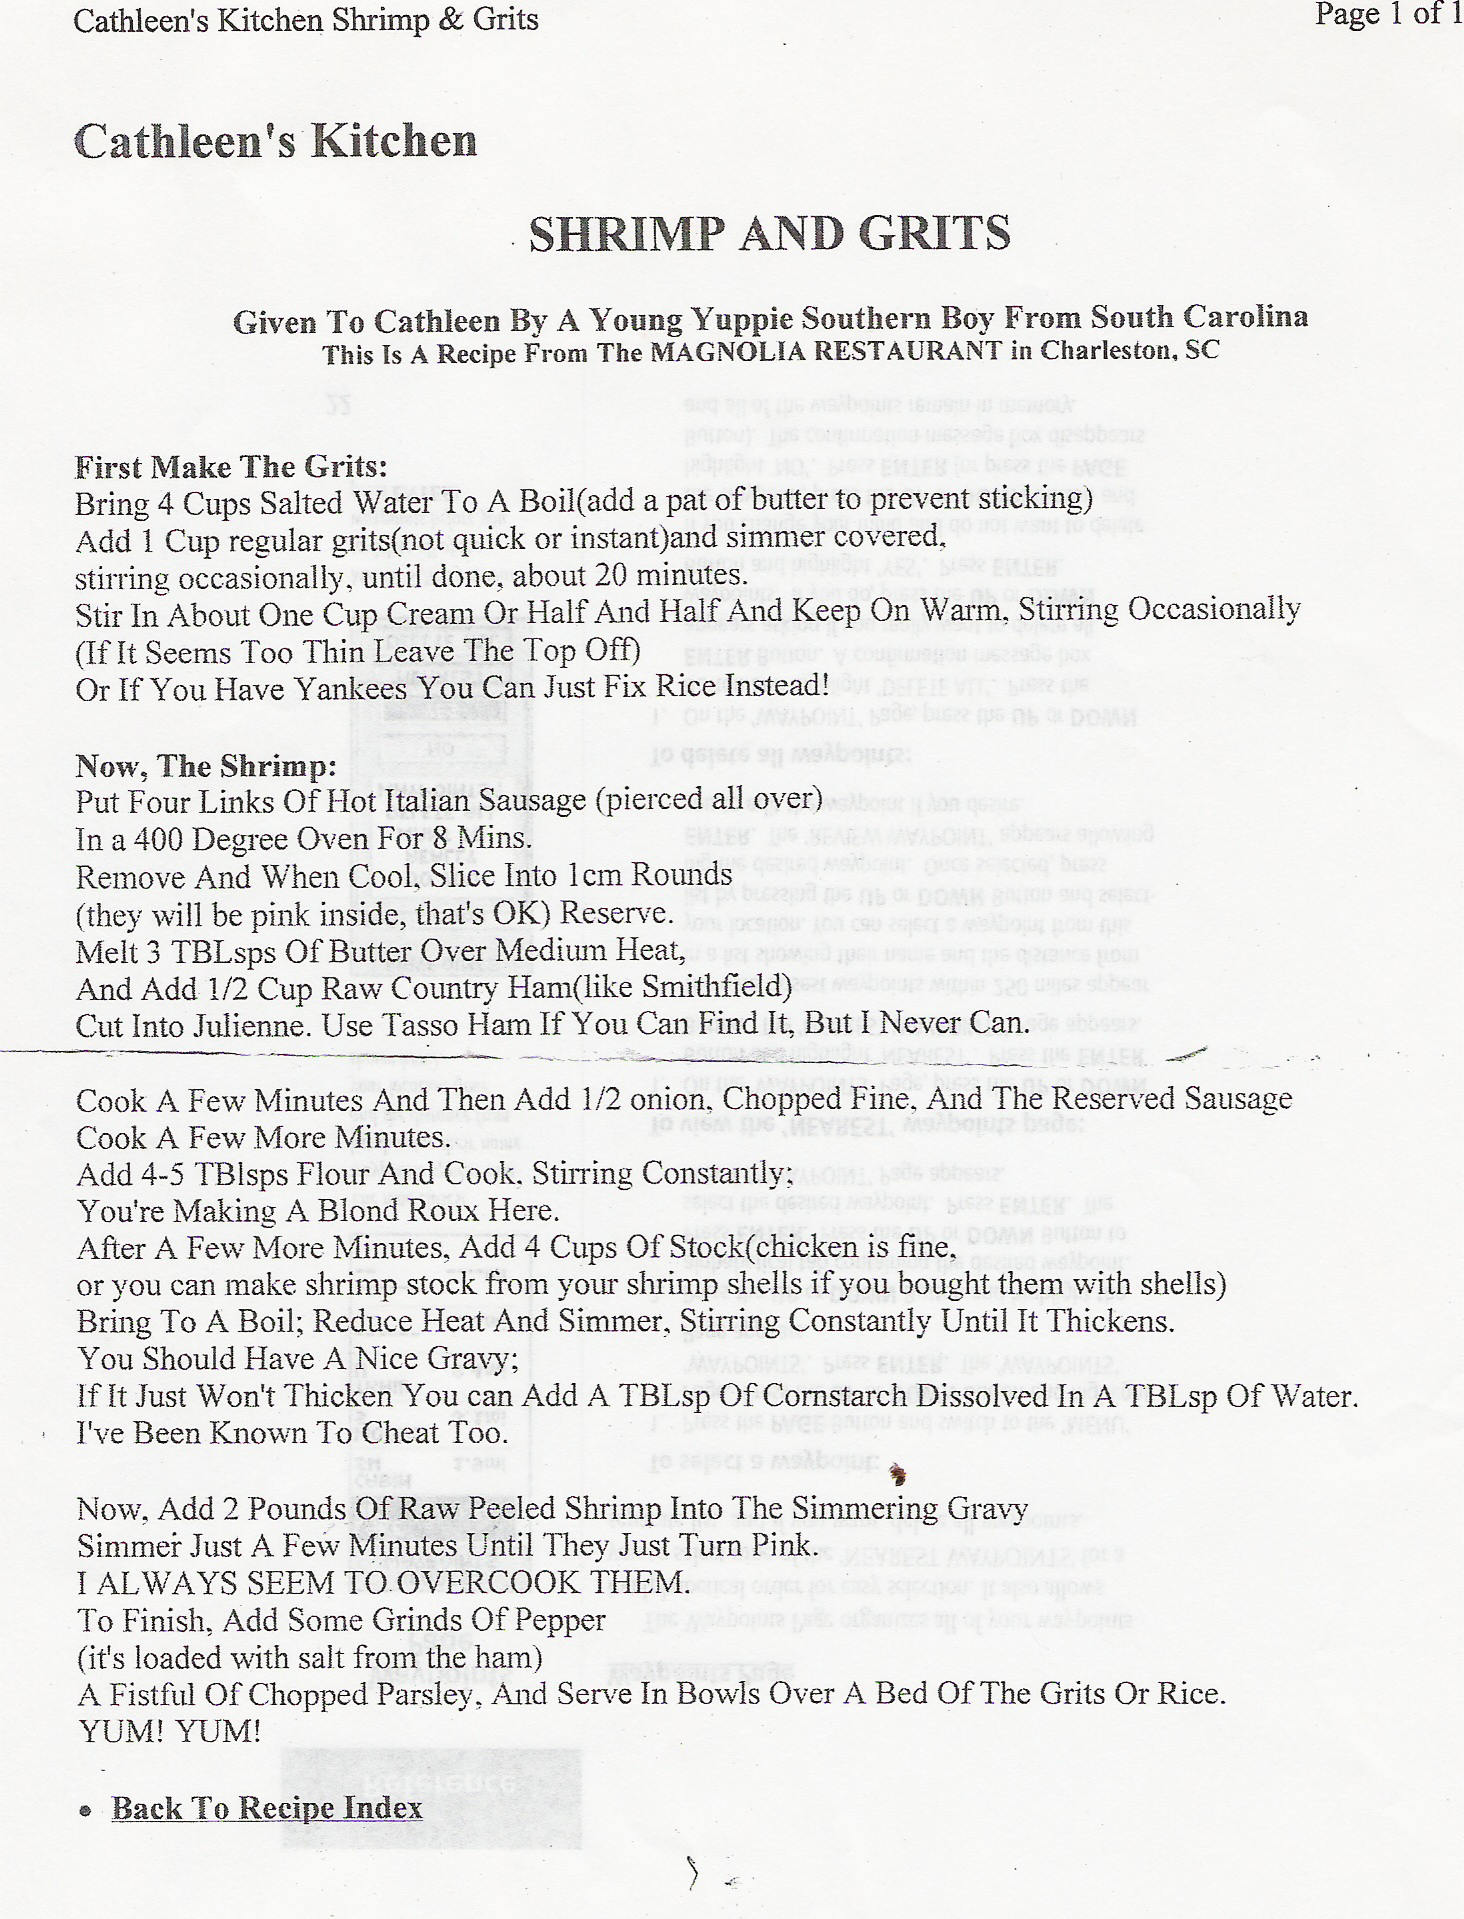 Cathleen's Kitchen Shrimp & Grits
Page 1 of 1
Cathleen's Kitchen
SHRIMP AND GRITS
Given To Cathleen By A Young Yuppie Southern Boy From South Carolina
This Is A Recipe From The MAGNOLIA RESTAURANT in Charleston, SC
First Make The Grits:
Bring 4 Cups Salted Water To A Boil(add a pat of butter to prevent sticking)
Add 1 Cup regular grits(not quick or instant)and simmer covered,
stirring occasionally, until done, about 20 minutes.
Stir In About One Cup Cream Or Half And Half And Keep On Warm, Stirring Occasionally
(If It Seems Too Thin Leave The Top Off)
Or If You Have Yankees You Can Just Fix Rice Instead!
Now, The Shrimp:
Put Four Links Of Hot Italian Sausage (pierced all over)
In a 400 Degree Oven For 8 Mins.
Remove And When Cool, Slice Into 1cm Rounds
(they will be pink inside, that's OK) Reserve.
Melt 3 TBLsps Of Butter Over Medium Heat,
And Add 1/2 Cup Raw Country Ham(like Smithfield)
Cut Into Julienne. Use Tasso Ham If You Can Find It, But I Never Can.
Cook A Few Minutes And Then Add 1/2 onion, Chopped Fine, And The Reserved Sausage
Cook A Few More Minutes.
Add 4-5 TBlsps Flour And Cook, Stirring Constantly;
You're Making A Blond Roux Here.
After A Few More Minutes, Add 4 Cups Of Stock(chicken is fine,
or you can make shrimp stock from your shrimp shells if you bought them with shells)
Bring To A Boil; Reduce Heat And Simmer, Stirring Constantly Until It Thickens.
You Should Have A Nice Gravy;
If It Just Won't Thicken You can Add A TBLsp Of Cornstarch Dissolved In A TBLsp Of Water.
I've Been Known To Cheat Too.
Now, Add 2 Pounds Of Raw Peeled Shrimp Into The Simmering Gravy
Simmer Just A Few Minutes Until They Just Turn Pink.
I ALWAYS SEEM TO OVERCOOK THEM.
To Finish, Add Some Grinds Of Pepper
(it's loaded with salt from the ham)
A Fistful Of Chopped Parsley, And Serve In Bowls Over A Bed Of The Grits Or Rice.
YUM! YUM!
• Back To Recipe Index